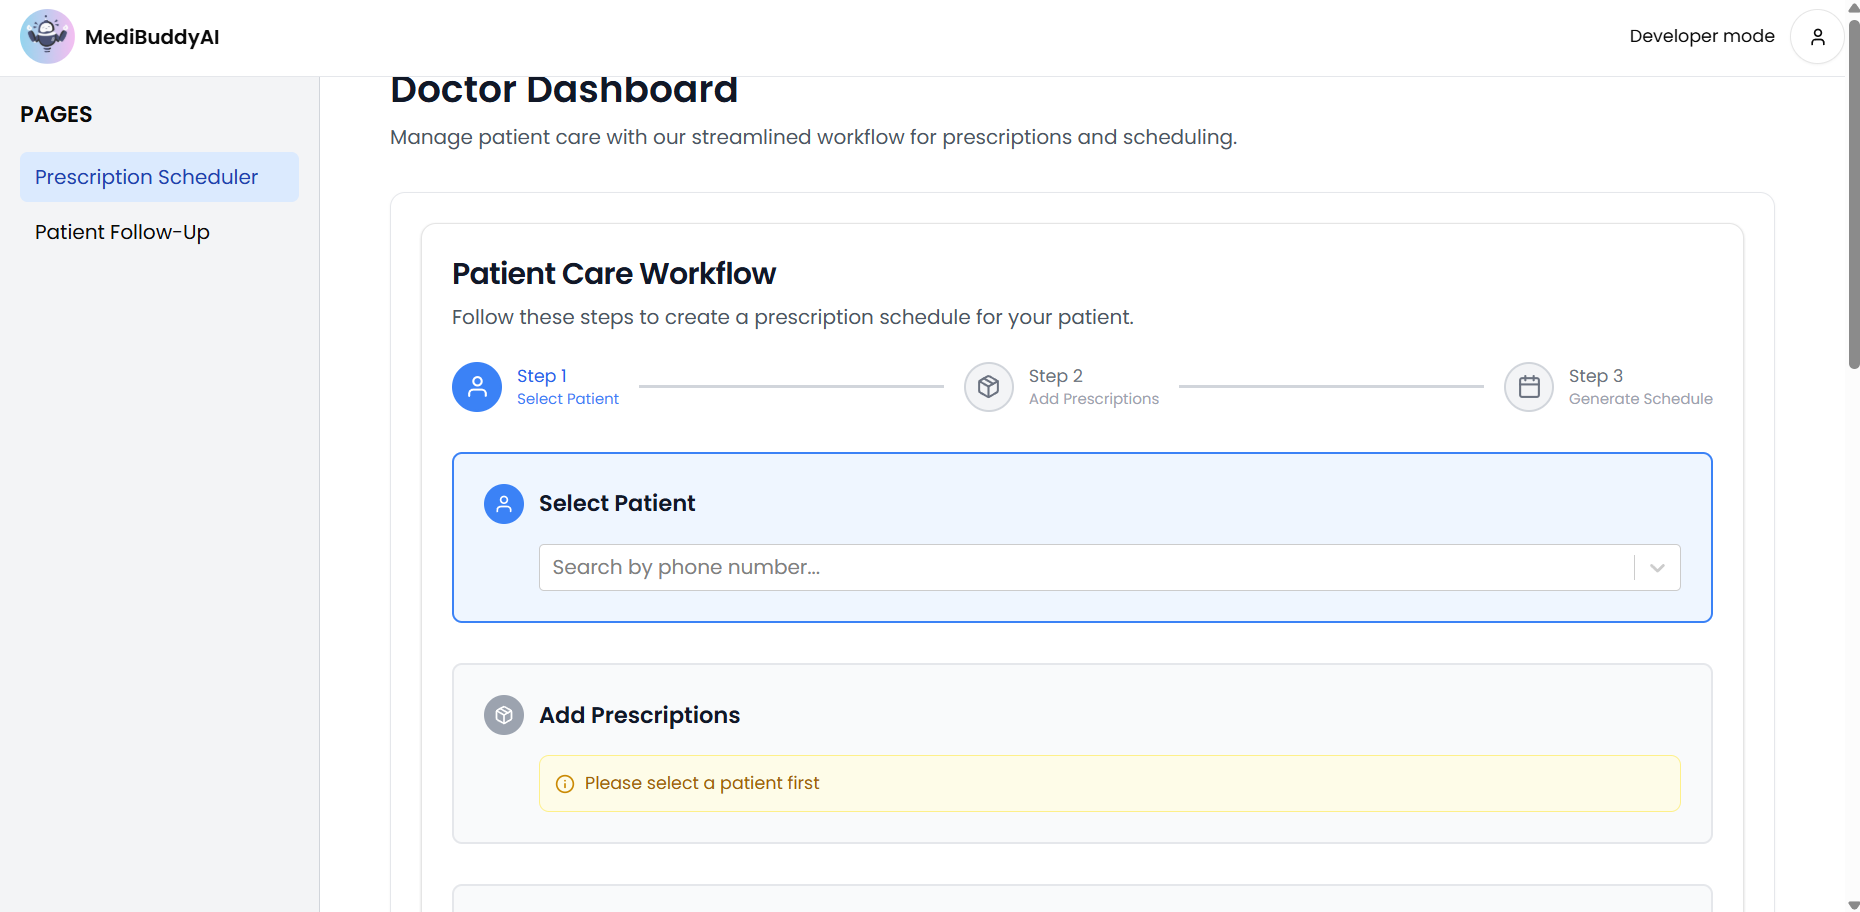 MediBuddyAI
Developer mode
PAGES
Prescription Scheduler
Patient Follow-Up
Doctor Dashboard
Manage patient care with our streamlined workflow for prescriptions and scheduling.
Patient Care Workflow
Follow these steps to create a prescription schedule for your patient.
Step 1
Select Patient
Step 2
Add Prescriptions
Step 3
Generate Schedule
Select Patient
Search by phone number...
Add Prescriptions
Please select a patient first